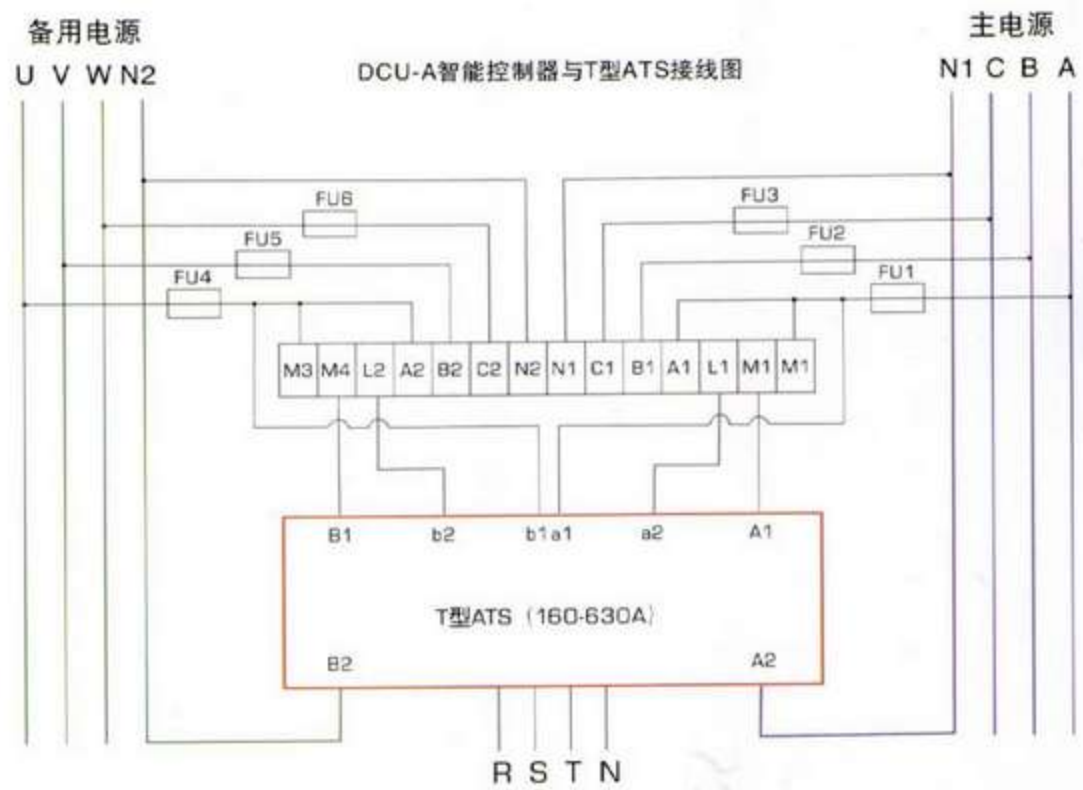 备用电源
主电源
U V W N2
DCU-A智能控制器与T型ATS接线图
N1 C B A
FU6
FU3
FU5
FU2
FU4
FU1
M3 M4 L2 A2 B2 C2 N2 N1 C1 B1 A1 L1 M1 M1
B1 b2 b1 a1 a2 A1
T型ATS (160-630A)
B2 A2
R S T N